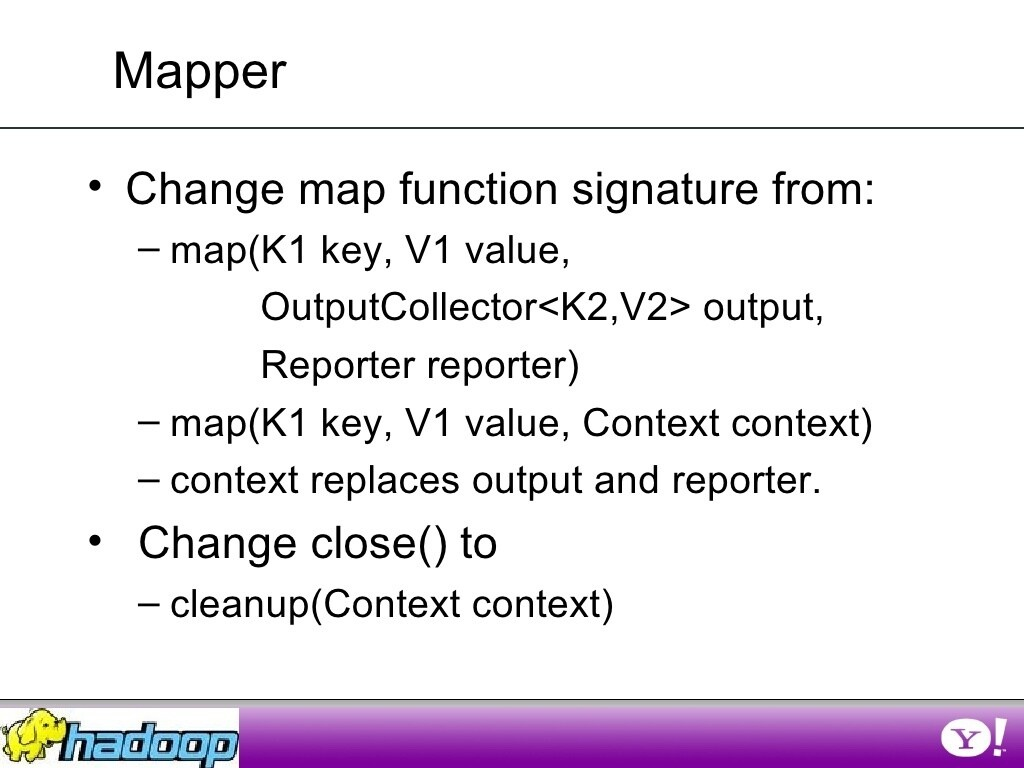 Mapper
• Change map function signature from:
– map(K1 key, V1 value,
OutputCollector<K2,V2> output,
Reporter reporter)
– map(K1 key, V1 value, Context context)
– context replaces output and reporter.
• Change close() to
– cleanup(Context context)
hadoop
Y!